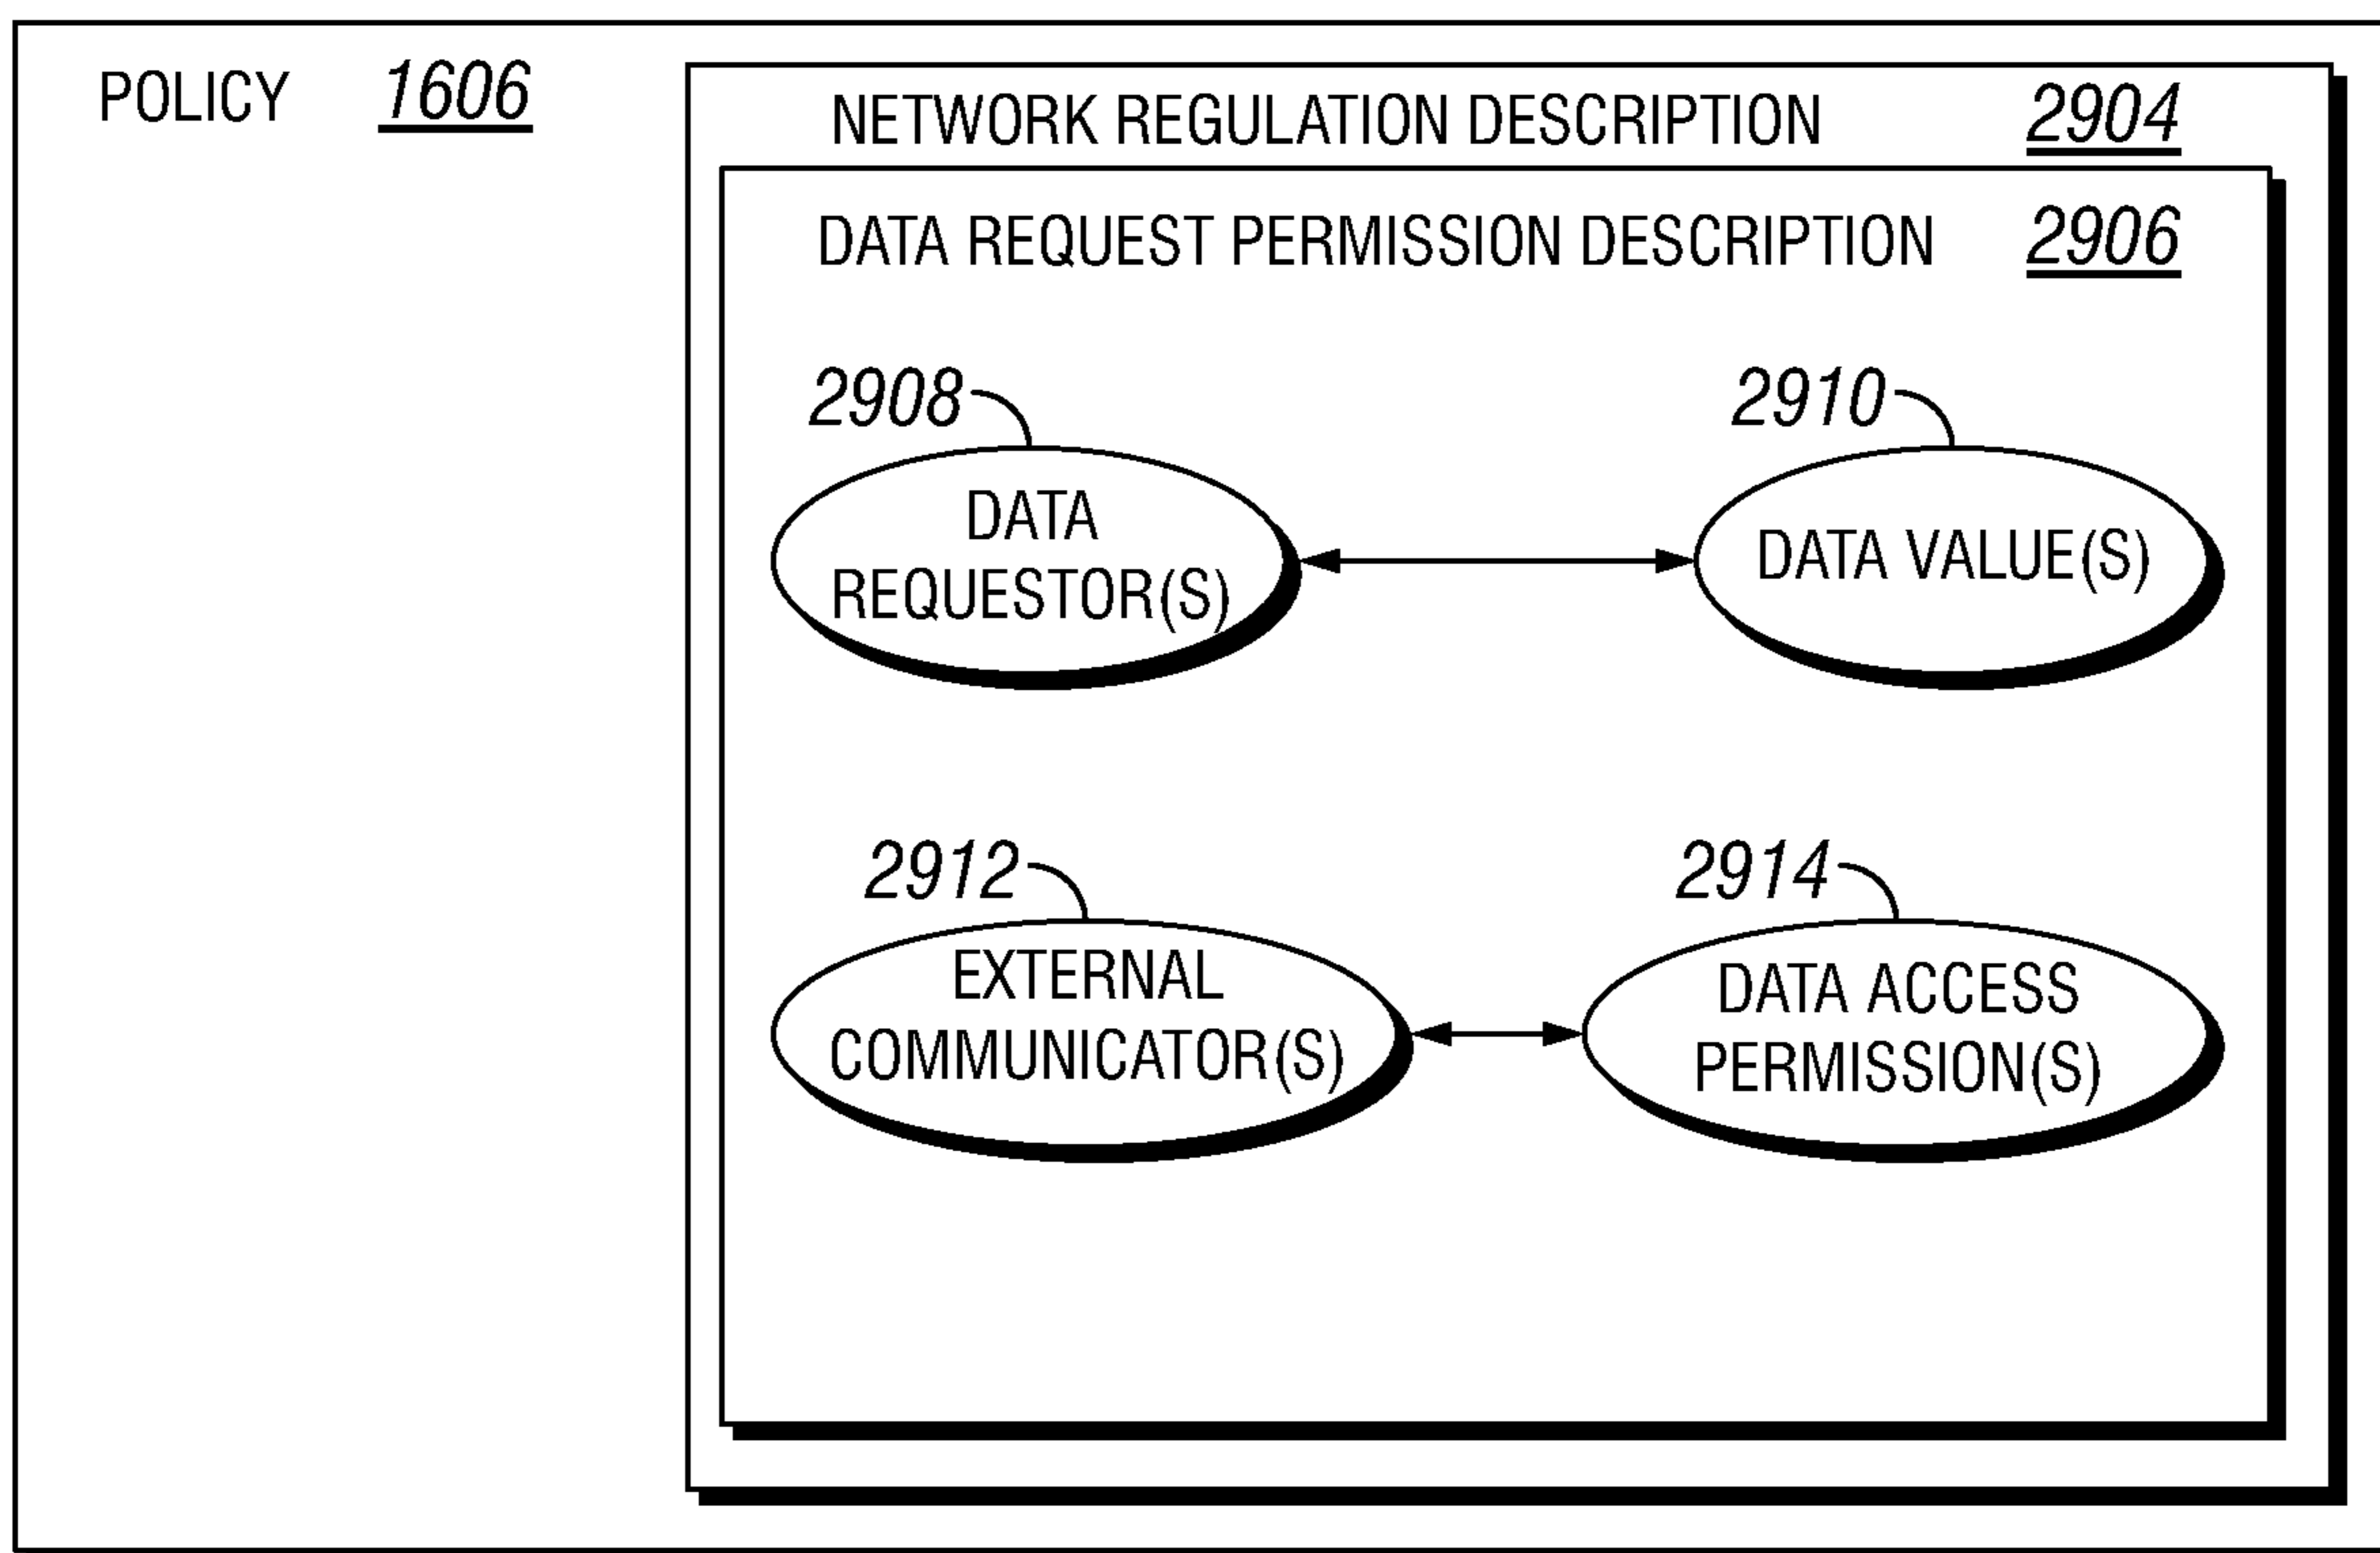 POLICY 1606
NETWORK REGULATION DESCRIPTION 2904
DATA REQUEST PERMISSION DESCRIPTION 2906
2908
DATA
REQUESTOR(S)
2910
DATA VALUE(S)
2912
EXTERNAL
COMMUNICATOR(S)
2914
DATA ACCESS
PERMISSION(S)